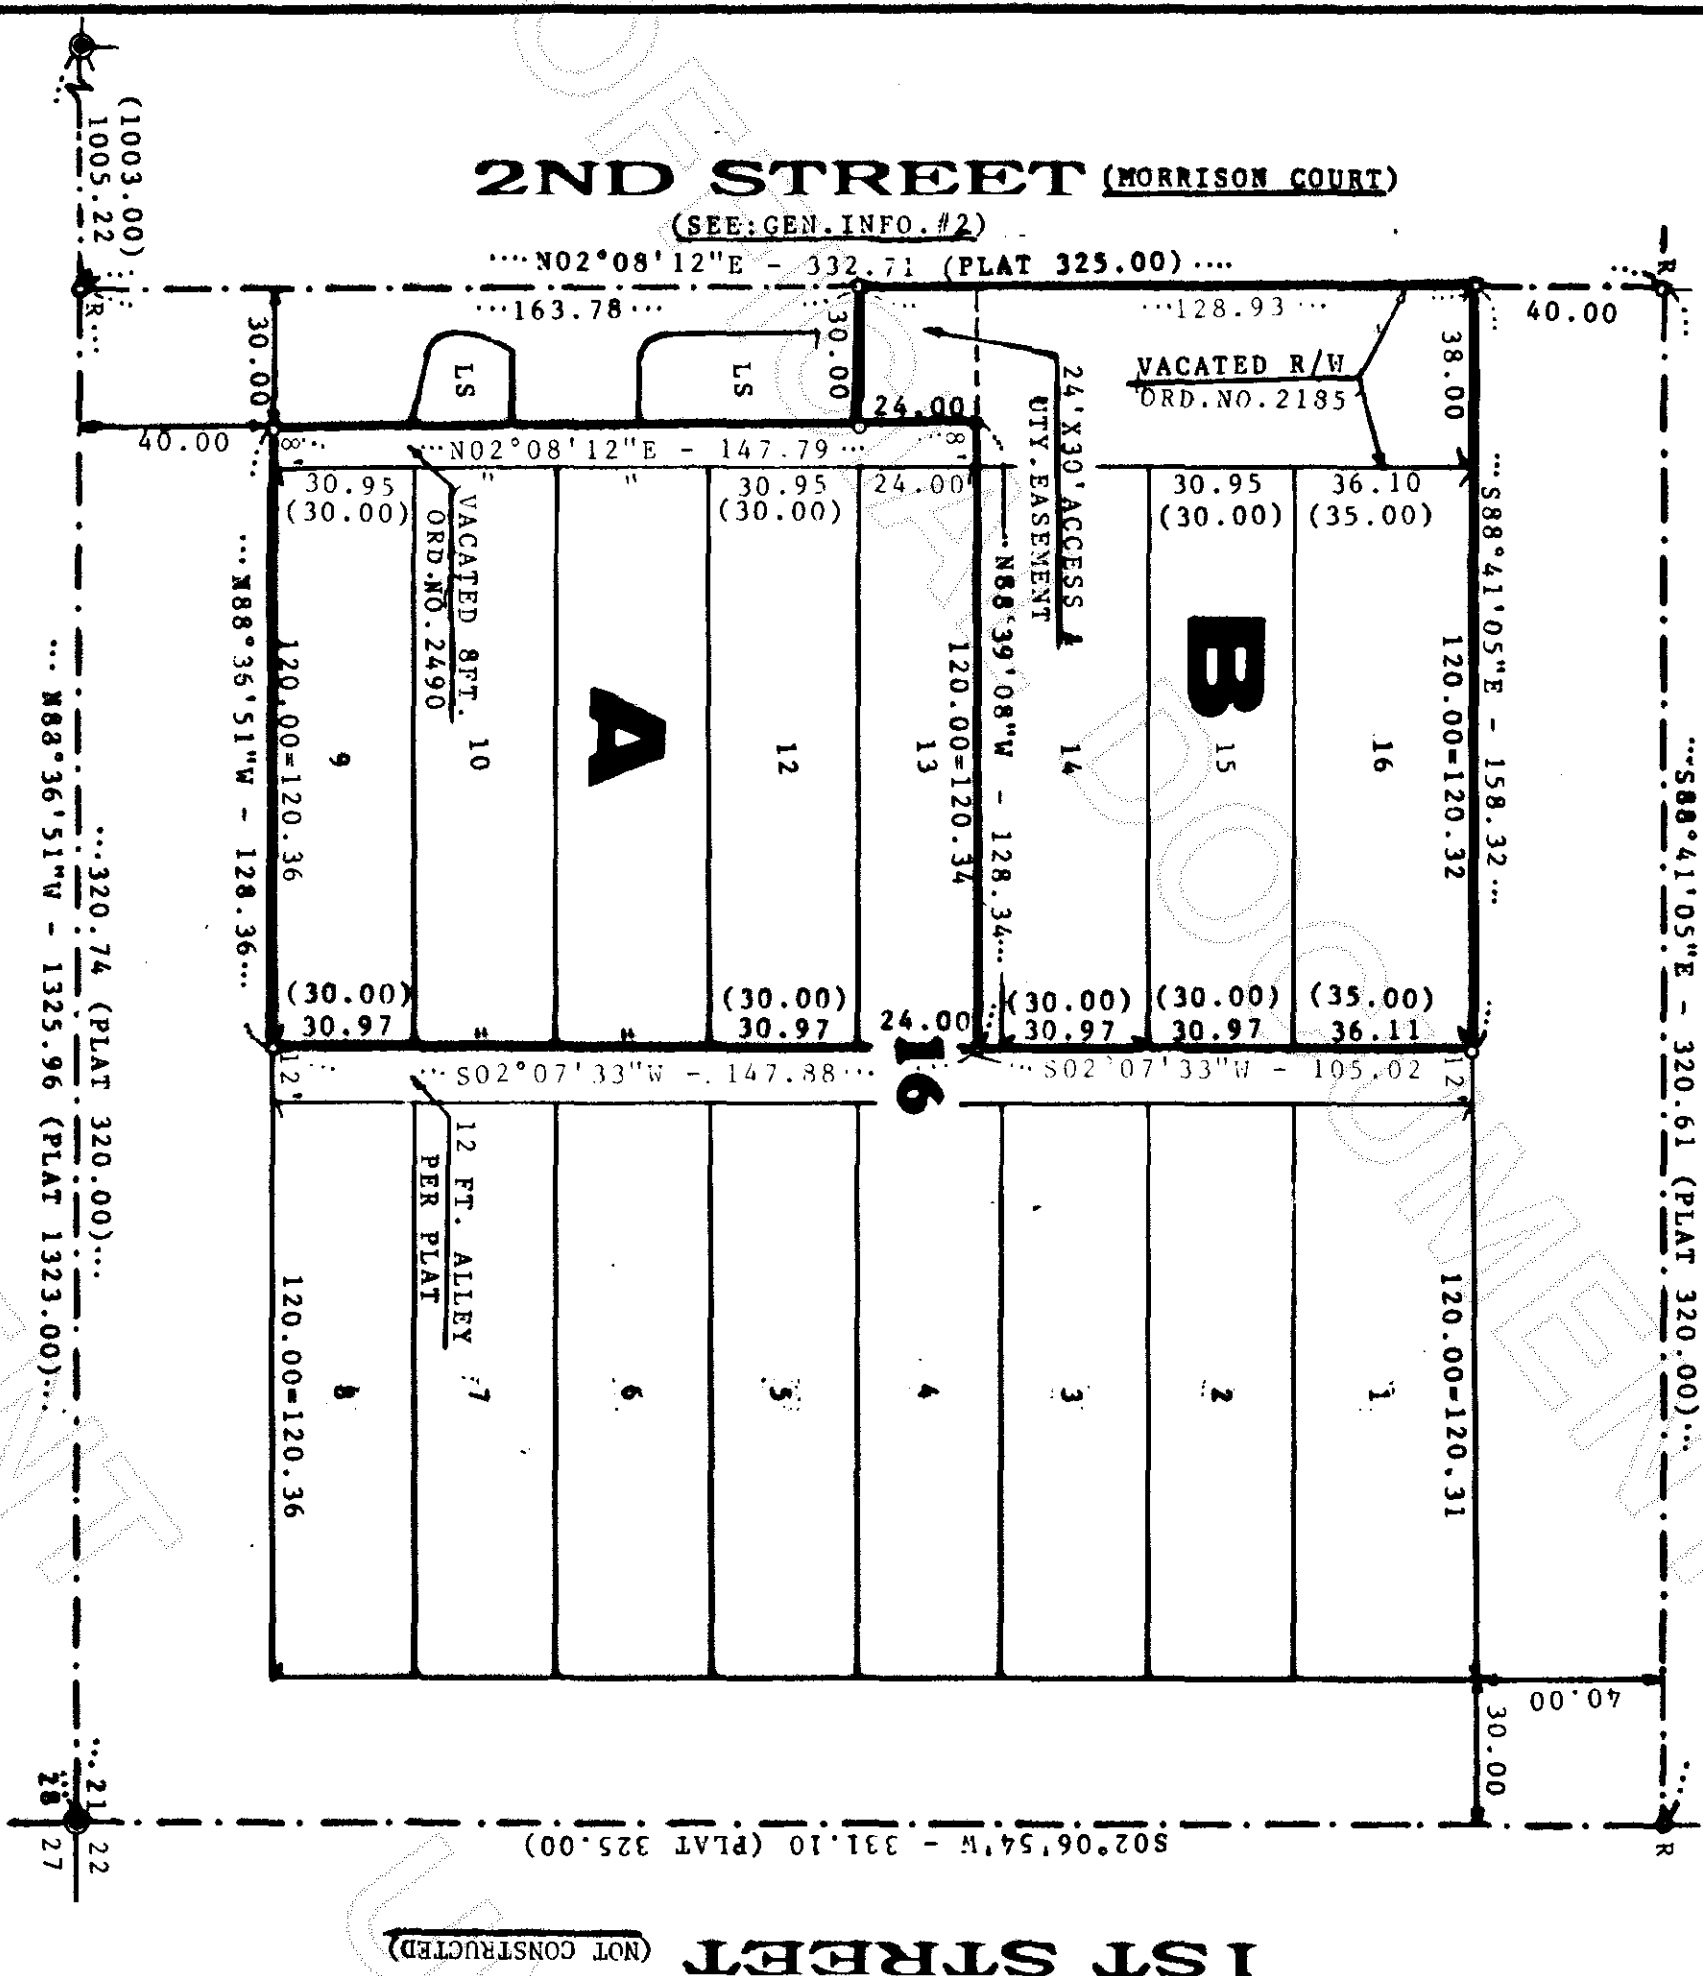 2ND STREET (MORRISON COURT)
(SEE:GEN.INFO.#2)
N02°08'12"E - 332.71 (PLAT 325.00)
163.78
128.93
40.00
(1003.00)
1005.22
R
R
30.00
LS
LS
30.00
24.00
VACATED R/W
ORD.NO.2185
38.00
40.00
N02°08'12"E - 147.79
8'
8'
24'X30'ACCESS &
UTY.EASEMENT
30.95
(30.00)
"
"
30.95
(30.00)
24.00
30.95
(30.00)
36.10
(35.00)
VACATED 8FT.
ORD.NO.2490
N88°36'51"W - 128.36
120.00=120.36
N88°39'08"W - 128.34
120.00=120.34
S88°41'05"E - 158.32
120.00=120.32
S88°41'05"E - 320.61 (PLAT 320.00)
320.74 (PLAT 320.00)
N88°36'51"W - 1325.96 (PLAT 1323.00)
A
B
9
10
12
13
14
15
16
(30.00)
30.97
"
"
(30.00)
30.97
24.00
(30.00)
30.97
(30.00)
30.97
(35.00)
36.11
16
12'
S02°07'33"W - 147.88
S02°07'33"W - 105.02
12'
12 FT. ALLEY
PER PLAT
120.00=120.36
120.00=120.31
8
7
6
5
4
3
2
1
40.00
30.00
21
28
22
27
S02°06'54"W - 331.10 (PLAT 325.00)
R
1ST STREET (NOT CONSTRUCTED)
DOCUMENT